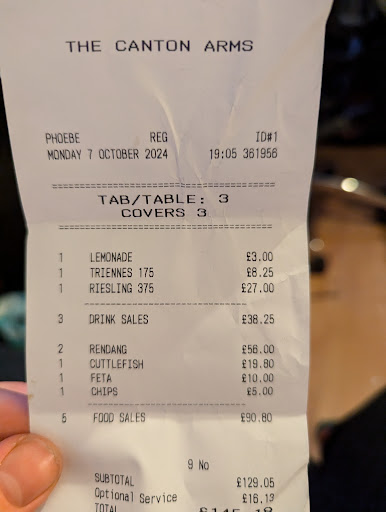 THE CANTON ARMS
PHOEBE REG ID#1
MONDAY 7 OCTOBER 2024 19:05 361956
TAB/TABLE: 3
COVERS 3
1 LEMONADE £3.00
1 TRIENNES 175 £8.25
1 RIESLING 375 £27.00
3 DRINK SALES £38.25
2 RENDANG £56.00
1 CUTTLEFISH £19.80
1 FETA £10.00
1 CHIPS £5.00
5 FOOD SALES £90.80
9 No
SUBTOTAL £129.05
Optional Service £16.13
TOTAL £145.18